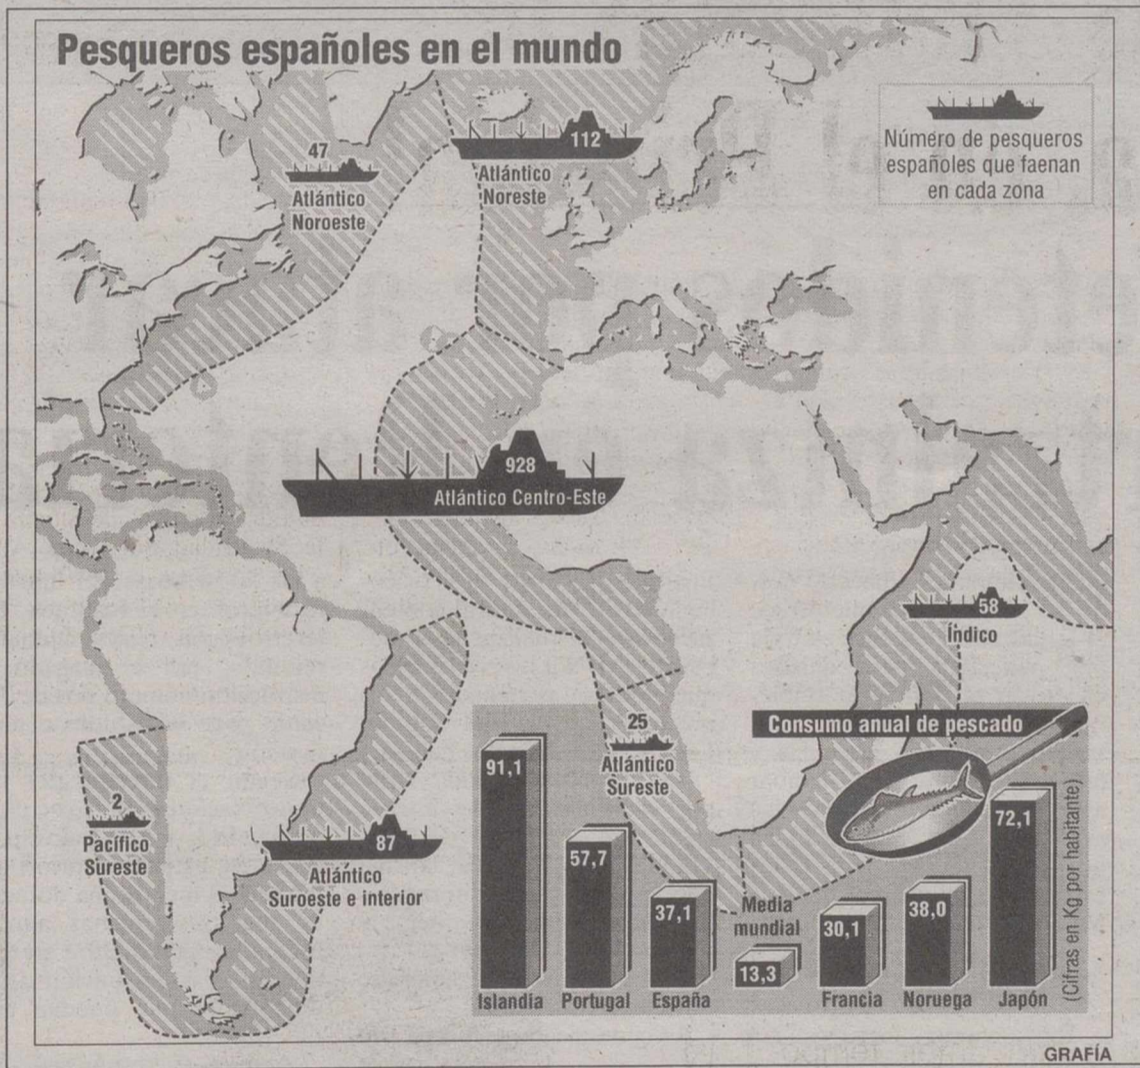 Pesqueros españoles en el mundo
Número de pesqueros
españoles que faenan
en cada zona
47
Atlántico
Noroeste
112
Atlántico
Noreste
928
Atlántico Centro-Este
58
Índico
25
Atlántico
Sureste
2
Pacífico
Sureste
87
Atlántico
Suroeste e interior
Consumo anual de pescado
91,1
Islandia
57,7
Portugal
37,1
España
Media
mundial
13,3
30,1
Francia
38,0
Noruega
72,1
Japón
(Cifras en Kg por habitante)
GRAFÍA